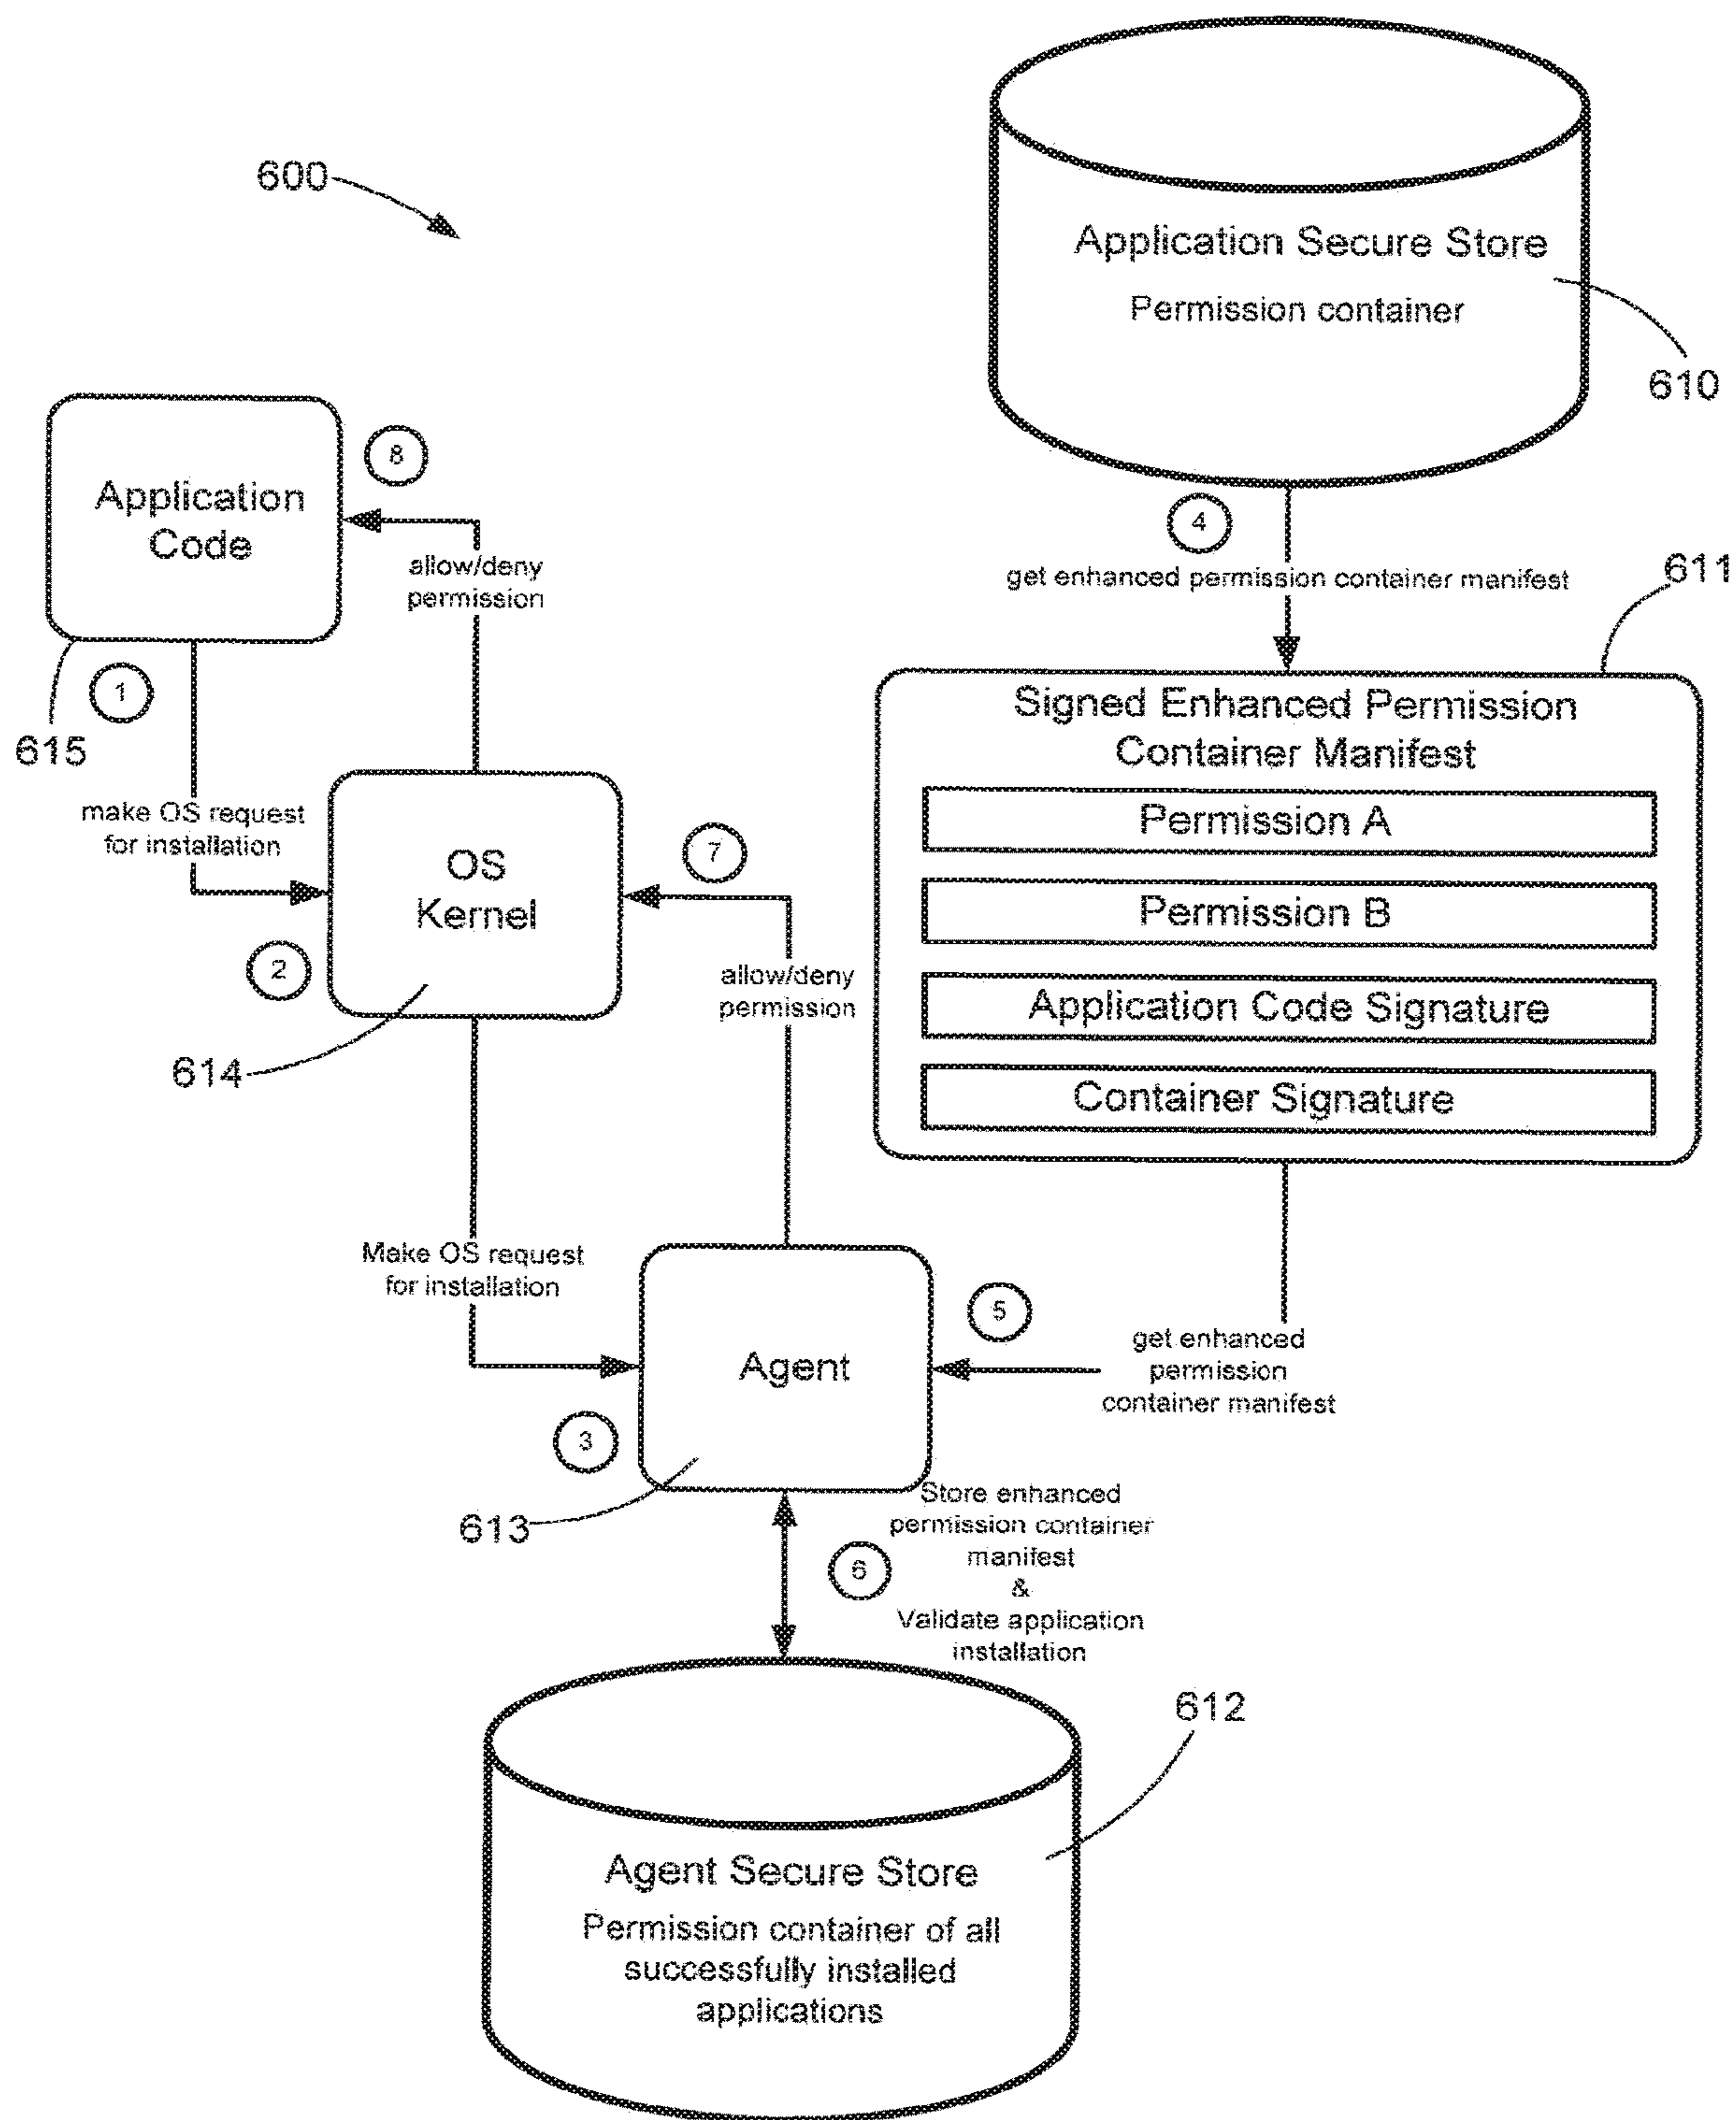 600
Application Secure Store
Permission container
610
Application
Code
8
allow/deny
permission
4
get enhanced permission container manifest
611
1
615
make OS request
for installation
Signed Enhanced Permission
Container Manifest
Permission A
Permission B
Application Code Signature
Container Signature
OS
Kernel
7
2
allow/deny
permission
614
Make OS request
for installation
Agent
5
get enhanced
permission
container manifest
3
613
Store enhanced
permission container
manifest
&
Validate application
installation
6
612
Agent Secure Store
Permission container of all
successfully installed
applications